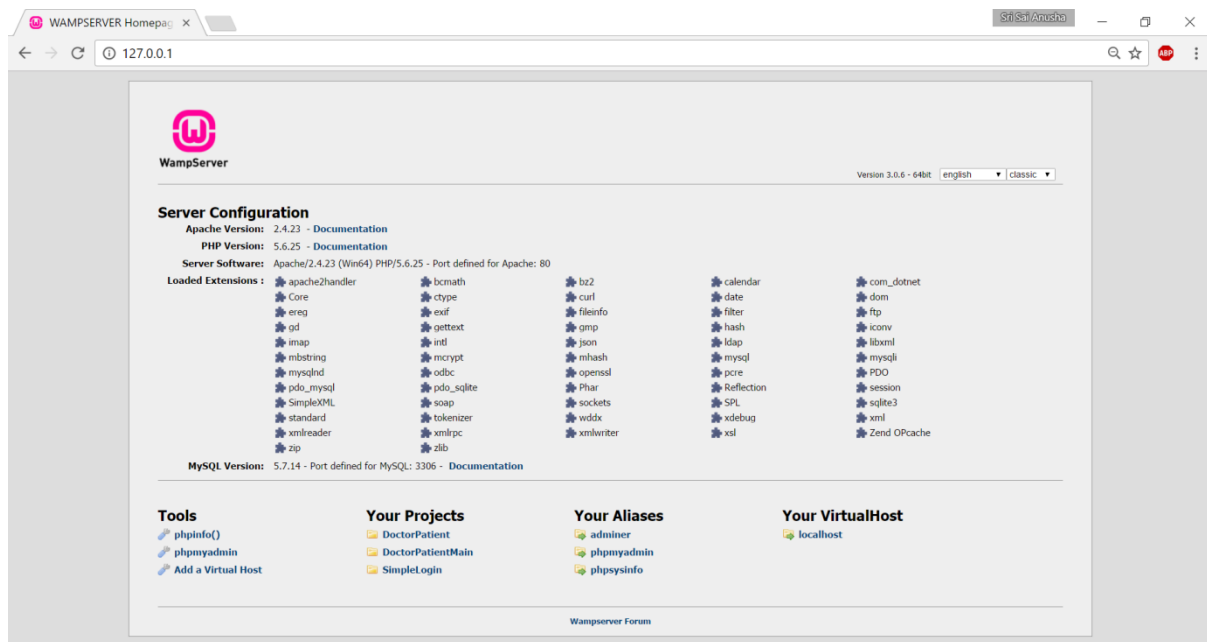 WAMPSERVER Homepag
Sri Sai Anusha
127.0.0.1
ABP
WampServer
Version 3.0.6 - 64bit english classic
Server Configuration
Apache Version: 2.4.23 - Documentation
PHP Version: 5.6.25 - Documentation
Server Software: Apache/2.4.23 (Win64) PHP/5.6.25 - Port defined for Apache: 80
Loaded Extensions : apache2handler bcmath bz2 calendar com_dotnet
Core ctype curl date dom
ereg exif fileinfo filter ftp
gd gettext gmp hash iconv
imap intl json ldap libxml
mbstring mcrypt mhash mysql mysqli
mysqlnd odbc openssl pcre PDO
pdo_mysql pdo_sqlite Phar Reflection session
SimpleXML soap sockets SPL sqlite3
standard tokenizer wddx xdebug xml
xmlreader xmlrpc xmlwriter xsl Zend OPcache
zip zlib
MySQL Version: 5.7.14 - Port defined for MySQL: 3306 - Documentation
Tools
phpinfo()
phpmyadmin
Add a Virtual Host
Your Projects
DoctorPatient
DoctorPatientMain
SimpleLogin
Your Aliases
adminer
phpmyadmin
phpsysinfo
Your VirtualHost
localhost
Wampserver Forum